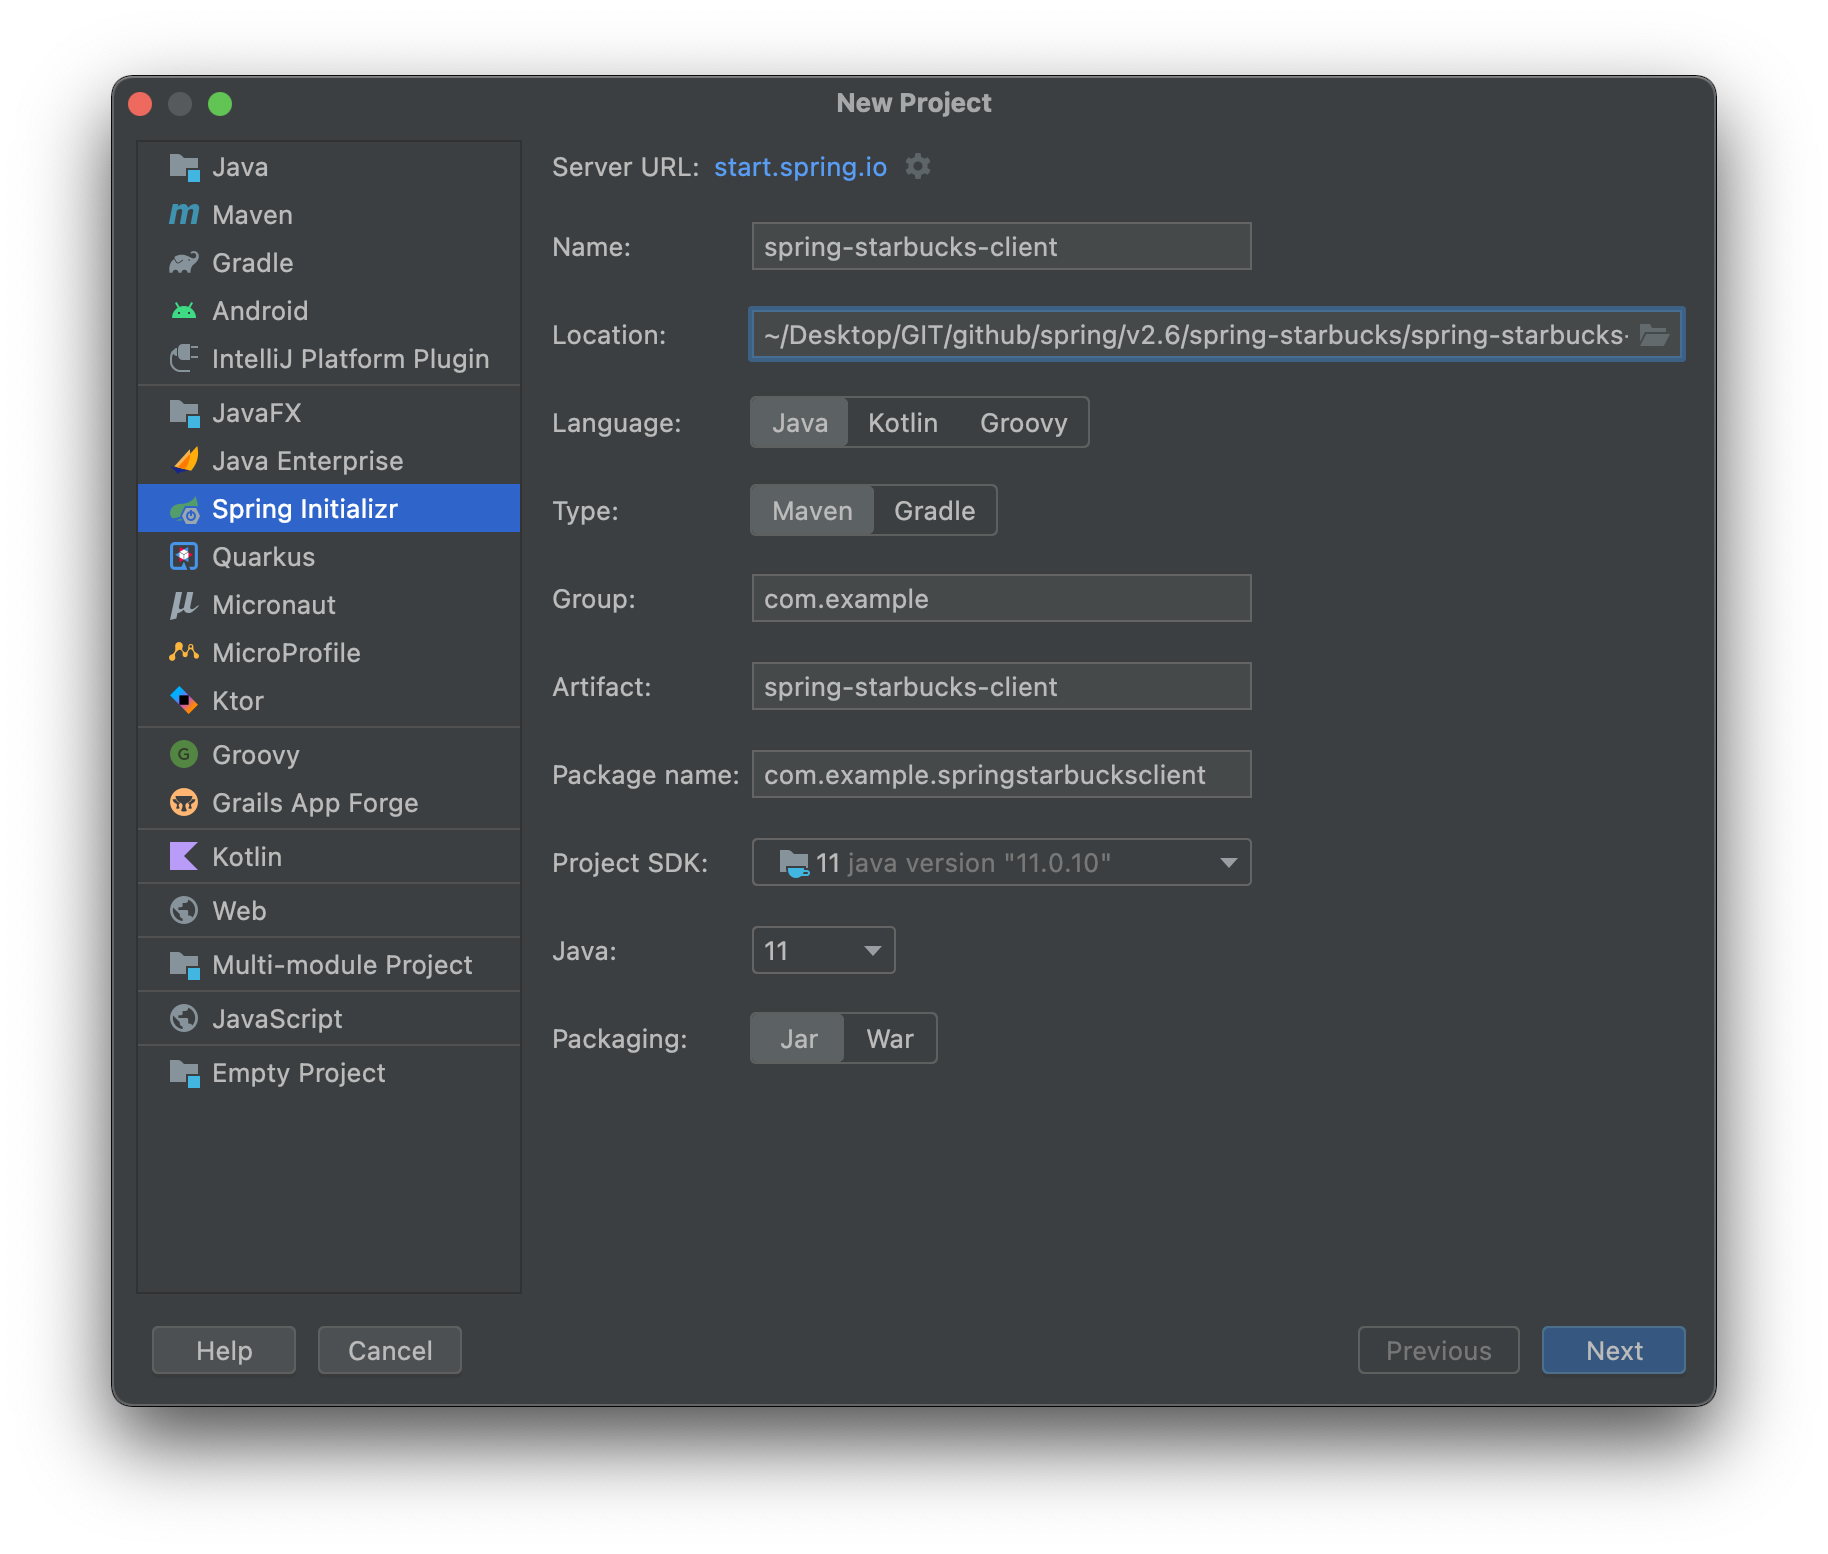 New Project
Java
Maven
Gradle
Android
IntelliJ Platform Plugin
JavaFX
Java Enterprise
Spring Initializr
Quarkus
Micronaut
MicroProfile
Ktor
Groovy
Grails App Forge
Kotlin
Web
Multi-module Project
JavaScript
Empty Project
Server URL: start.spring.io
Name: spring-starbucks-client
Location: ~/Desktop/GIT/github/spring/v2.6/spring-starbucks/spring-starbucks-
Language: Java Kotlin Groovy
Type: Maven Gradle
Group: com.example
Artifact: spring-starbucks-client
Package name: com.example.springstarbucksclient
Project SDK: 11 java version "11.0.10"
Java: 11
Packaging: Jar War
Help Cancel Previous Next